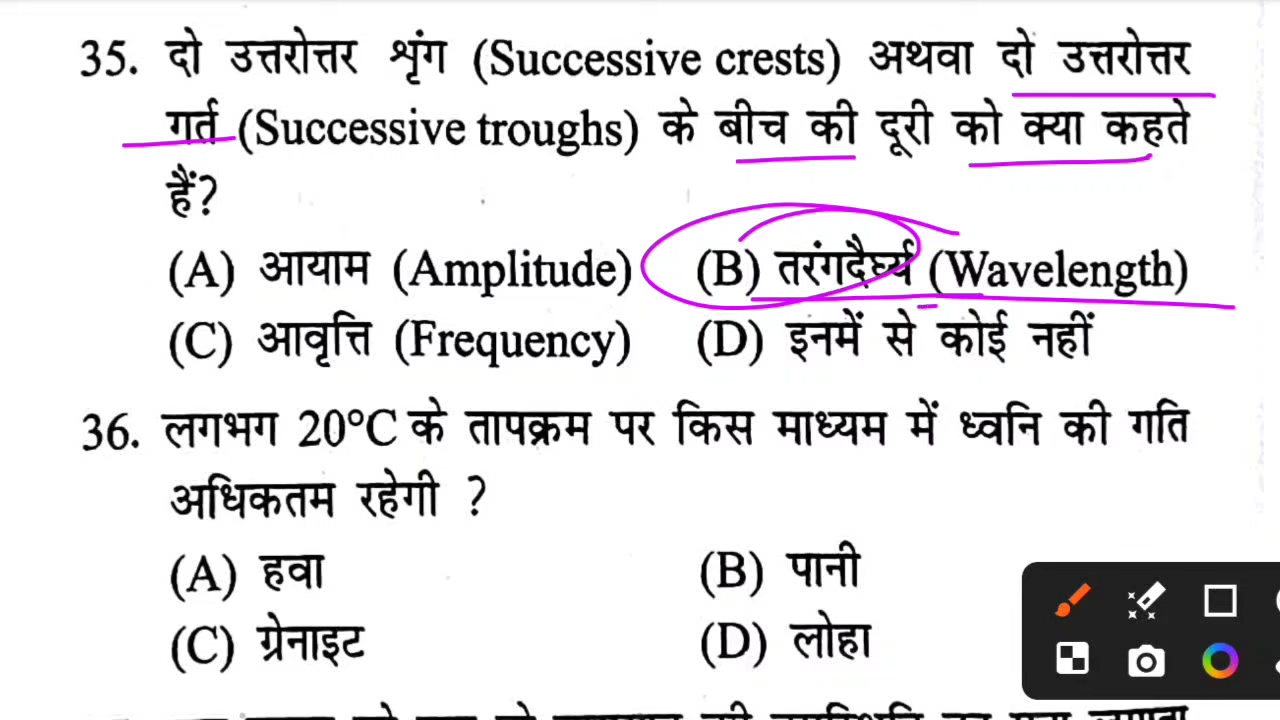 35. दो उत्तरोत्तर शृंग (Successive crests) अथवा दो उत्तरोत्तर
गर्त (Successive troughs) के बीच की दूरी को क्या कहते
हैं?
(A) आयाम (Amplitude) (B) तरंगदैर्घ्य (Wavelength)
(C) आवृत्ति (Frequency) (D) इनमें से कोई नहीं
36. लगभग 20°C के तापक्रम पर किस माध्यम में ध्वनि की गति
अधिकतम रहेगी ?
(A) हवा (B) पानी
(C) ग्रेनाइट (D) लोहा